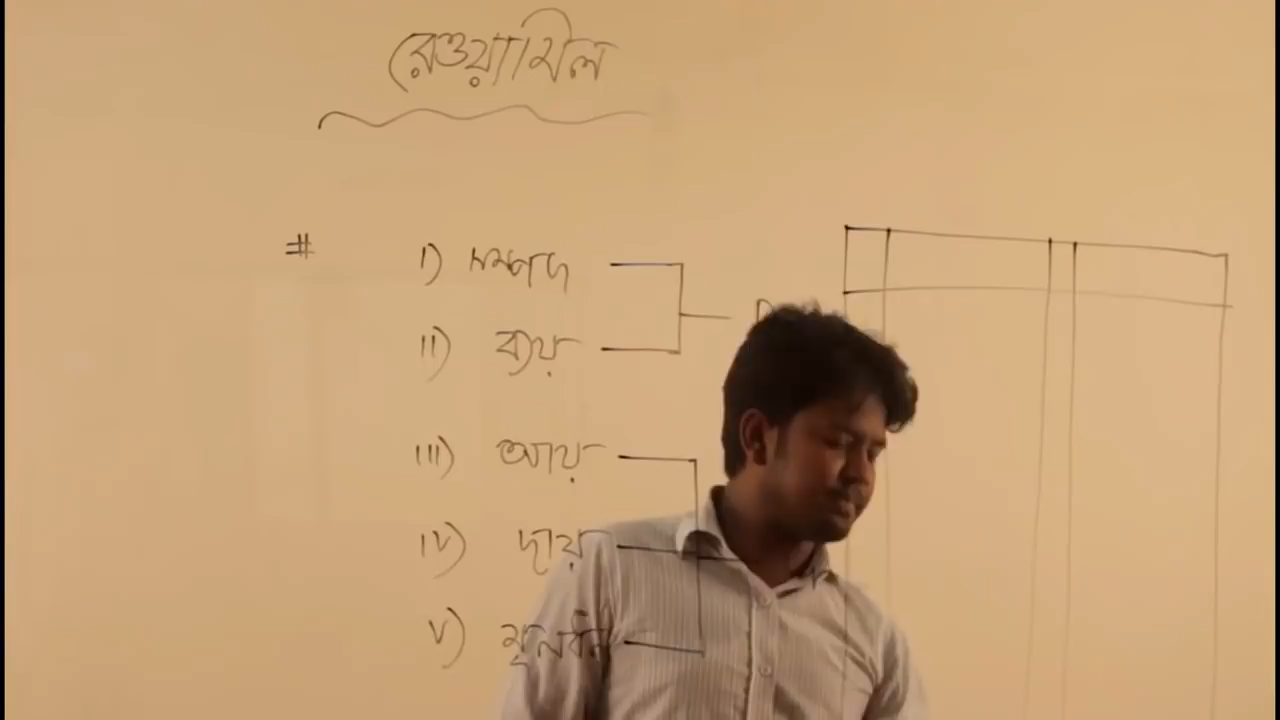 রেওয়ামিল
#
i) সম্পদ
ii) ব্যয়
iii) আয়
iv) দায়
v) মূলধন